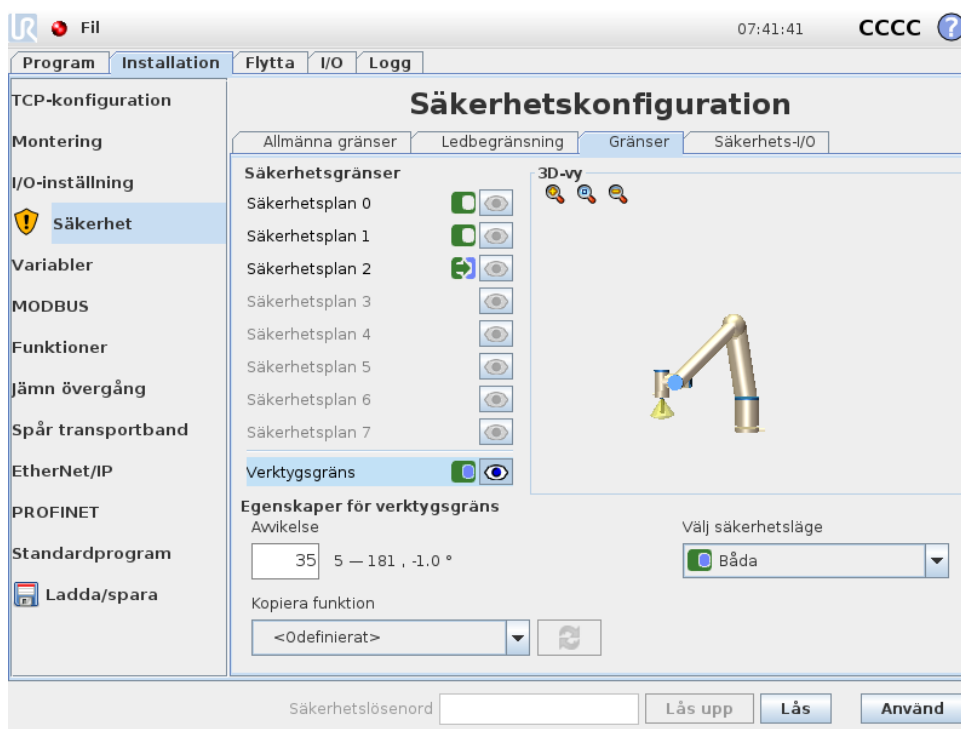 UR Fil 07:41:41 CCCC ?
Program Installation Flytta I/O Logg
TCP-konfiguration
Montering
I/O-inställning
Säkerhet
Variabler
MODBUS
Funktioner
Jämn övergång
Spår transportband
EtherNet/IP
PROFINET
Standardprogram
Ladda/spara
Säkerhetskonfiguration
Allmänna gränser Ledbegränsning Gränser Säkerhets-I/O
Säkerhetsgränser
Säkerhetsplan 0
Säkerhetsplan 1
Säkerhetsplan 2
Säkerhetsplan 3
Säkerhetsplan 4
Säkerhetsplan 5
Säkerhetsplan 6
Säkerhetsplan 7
Verktygsgräns
3D-vy
Egenskaper för verktygsgräns
Avvikelse
35 5 — 181 , -1.0 °
Välj säkerhetsläge
Båda
Kopiera funktion
<Odefinierat>
Säkerhetslösenord Lås upp Lås Använd